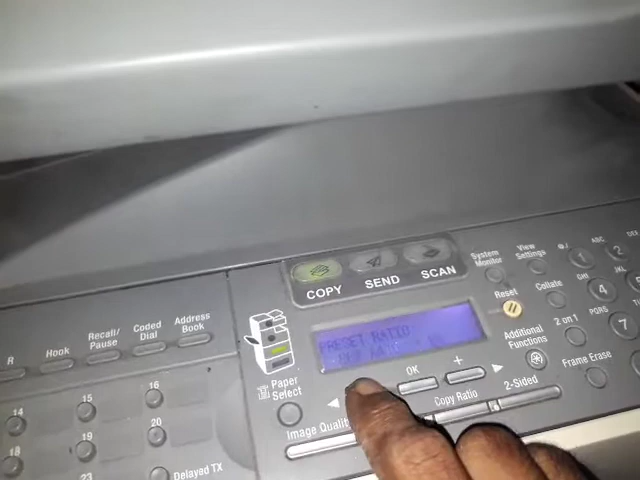 COPY SEND SCAN
System Monitor
View Settings
@./
ABC
DEF
1
2
GHI
JKL
4
PQRS
7
Reset
Collate
Additional Functions
2 on 1
Frame Erase
PRESET RATIO
OK
+
Copy Ratio
2-Sided
Paper Select
Image Quality
R
Hook
Recall/ Pause
Coded Dial
Address Book
14
15
16
18
19
20
23
Delayed TX